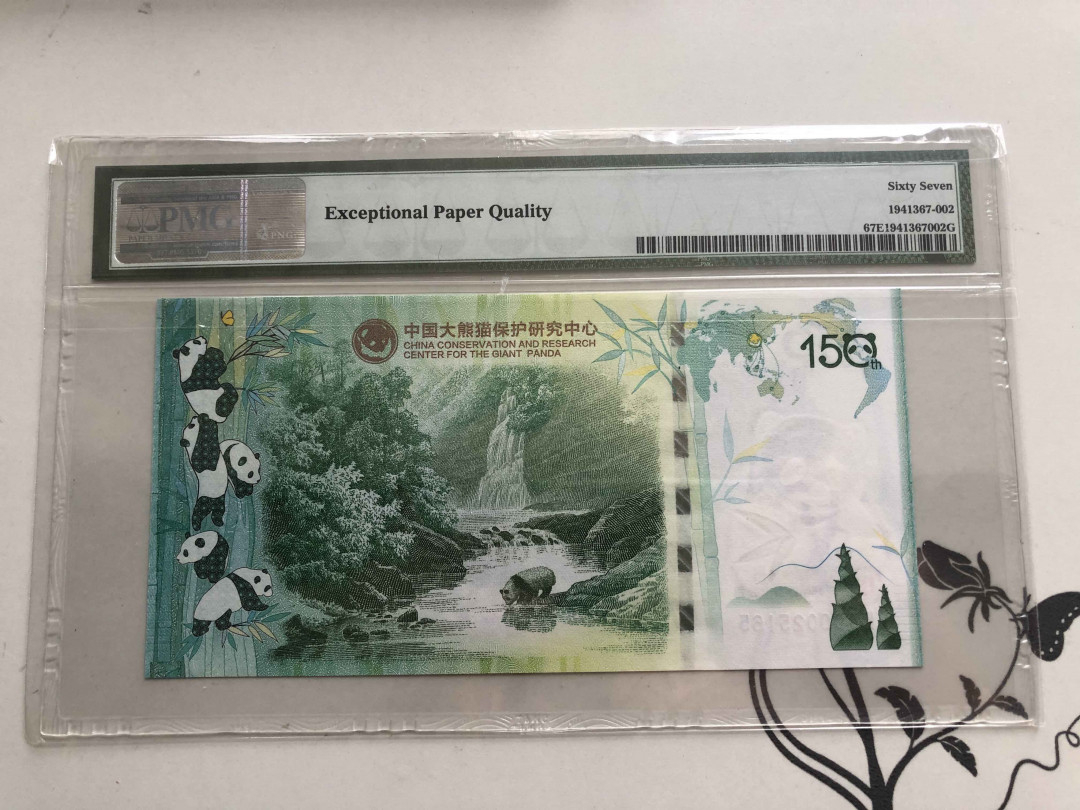 PMG
Exceptional Paper Quality
Sixty Seven
1941367-002
67E1941367002G
中国大熊猫保护研究中心
CHINA CONSERVATION AND RESEARCH
CENTER FOR THE GIANT PANDA
150th